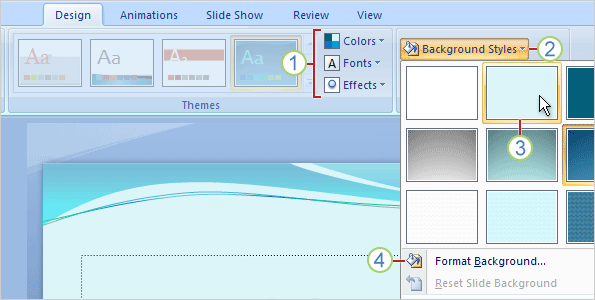 Design Animations Slide Show Review View
Aa Aa Aa Aa
1
Colors
Fonts
Effects
Themes
Background Styles
2
3
4
Format Background...
Reset Slide Background